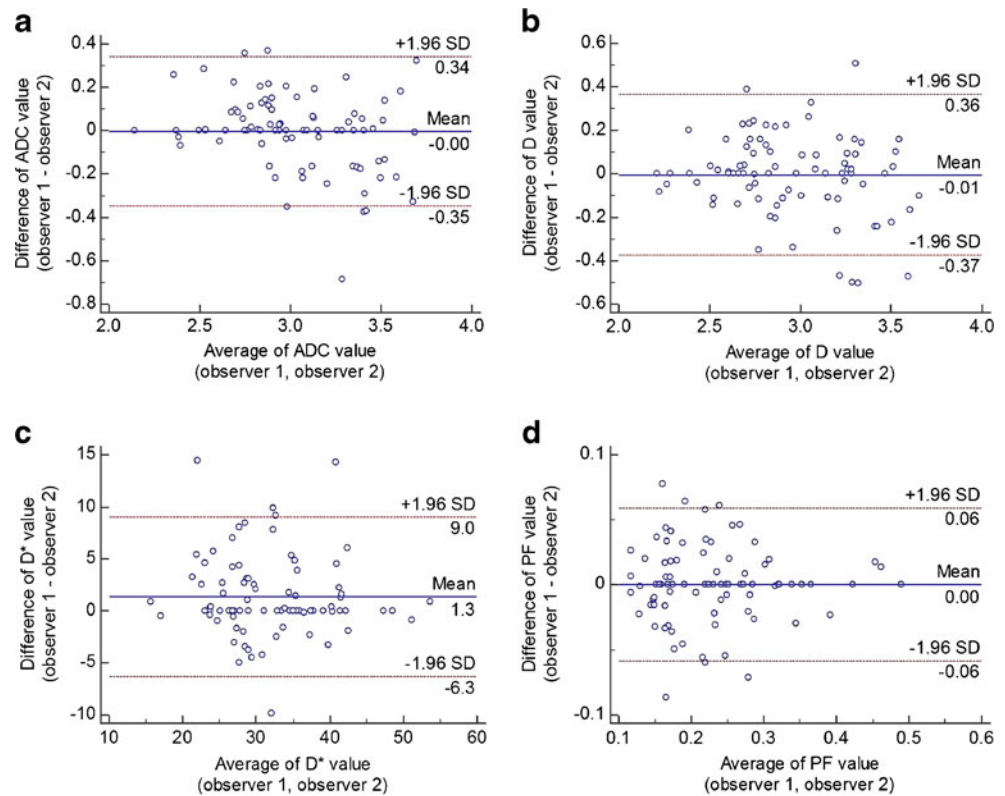 a
0.4
0.2
0
-0.2
-0.4
-0.6
-0.8
Difference of ADC value
(observer 1 - observer 2)
+1.96 SD
0.34
Mean
-0.00
-1.96 SD
-0.35
2.0 2.5 3.0 3.5 4.0
Average of ADC value
(observer 1, observer 2)
b
0.6
0.4
0.2
0
-0.2
-0.4
-0.6
Difference of D value
(observer 1 - observer 2)
+1.96 SD
0.36
Mean
-0.01
-1.96 SD
-0.37
2.0 2.5 3.0 3.5 4.0
Average of D value
(observer 1, observer 2)
c
15
10
5
0
-5
-10
Difference of D* value
(observer 1 - observer 2)
+1.96 SD
9.0
Mean
1.3
-1.96 SD
-6.3
10 20 30 40 50 60
Average of D* value
(observer 1, observer 2)
d
0.1
0
-0.1
Difference of PF value
(observer 1 - observer 2)
+1.96 SD
0.06
Mean
0.00
-1.96 SD
-0.06
0.1 0.2 0.3 0.4 0.5 0.6
Average of PF value
(observer 1, observer 2)